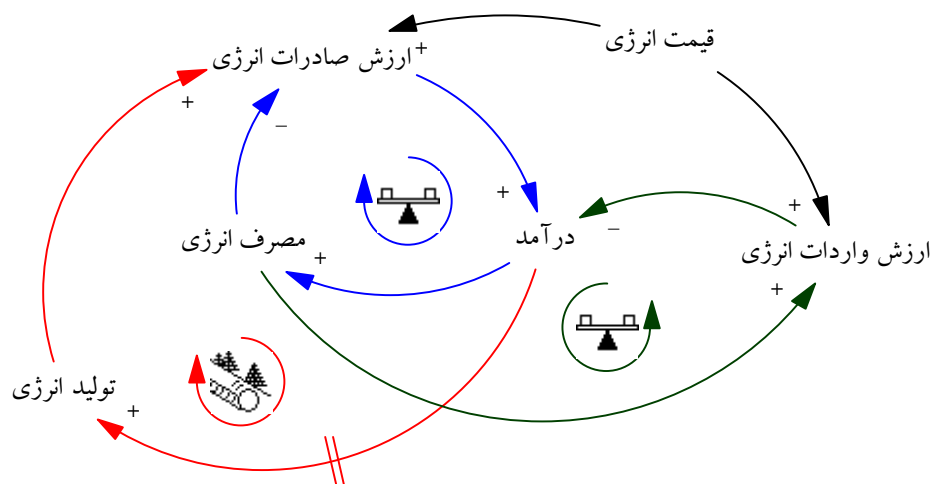 قیمت انرژی
ارزش صادرات انرژی
+
+
−
+
+
مصرف انرژی
+
درآمد
−
ارزش واردات انرژی
+
تولید انرژی
+